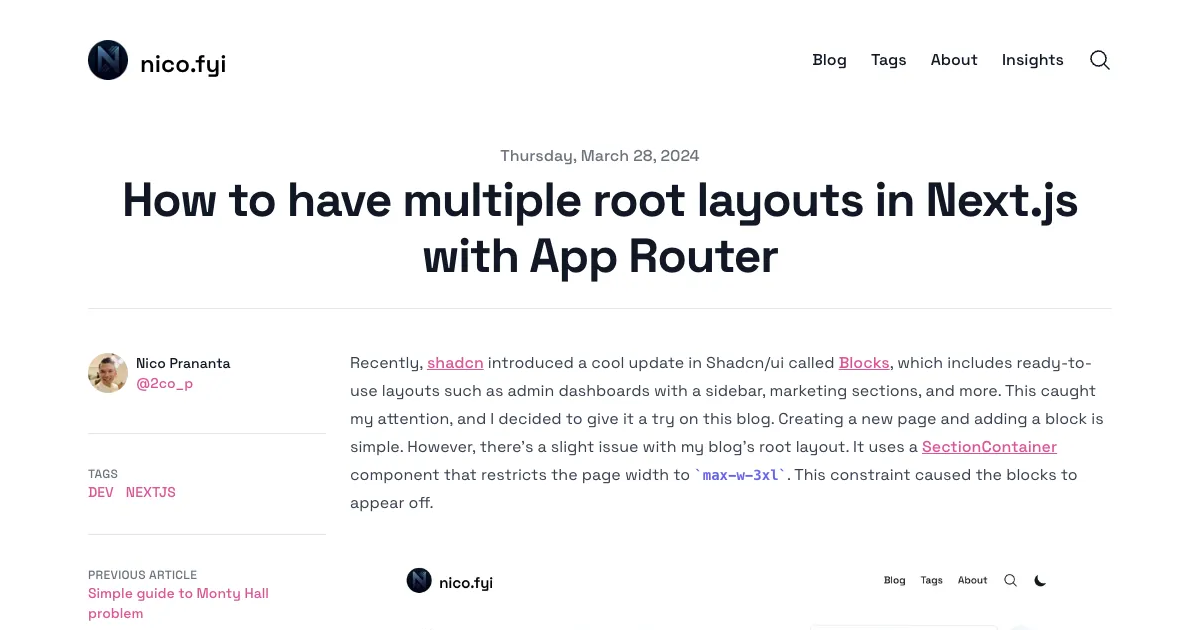 nico.fyi
Blog Tags About Insights
Thursday, March 28, 2024
How to have multiple root layouts in Next.js
with App Router
Nico Prananta
@2co_p
TAGS
DEV NEXTJS
PREVIOUS ARTICLE
Simple guide to Monty Hall
problem
Recently, shadcn introduced a cool update in Shadcn/ui called Blocks, which includes ready-to-
use layouts such as admin dashboards with a sidebar, marketing sections, and more. This caught
my attention, and I decided to give it a try on this blog. Creating a new page and adding a block is
simple. However, there's a slight issue with my blog's root layout. It uses a SectionContainer
component that restricts the page width to `max-w-3xl`. This constraint caused the blocks to
appear off.
nico.fyi
Blog Tags About